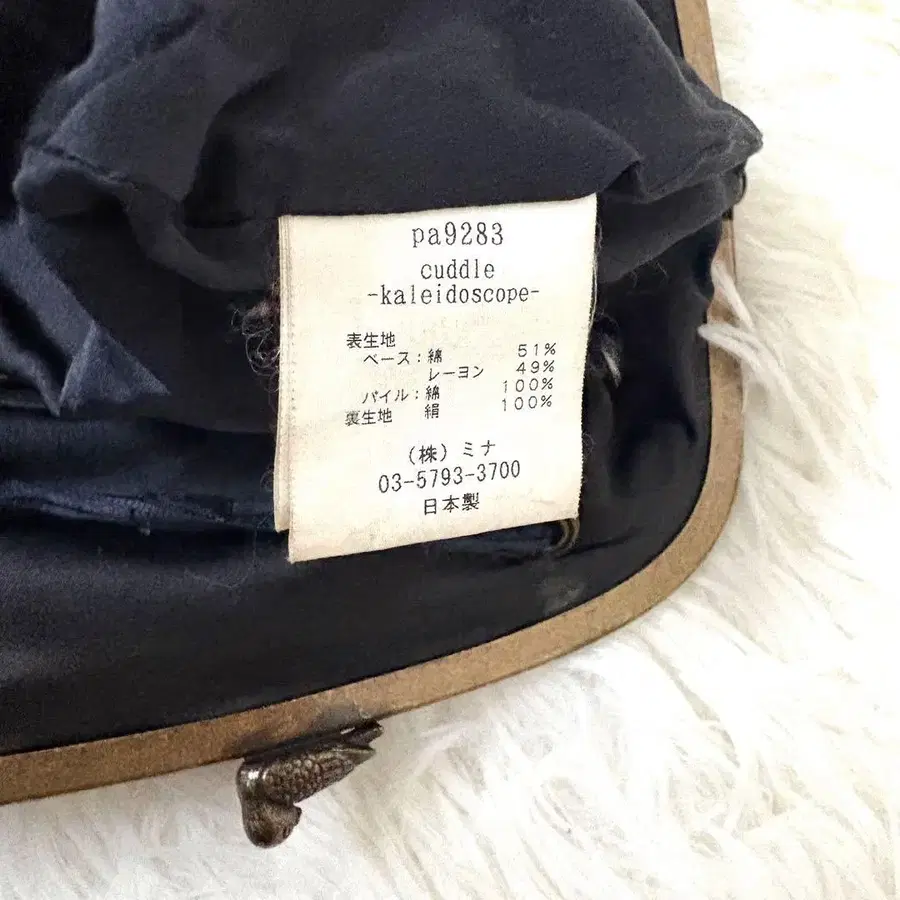 pa9283
cuddle
-kaleidoscope-
表生地
ベース：綿 51%
レーヨン 49%
パイル：綿 100%
裏生地 絹 100%
（株）ミナ
03-5793-3700
日本製